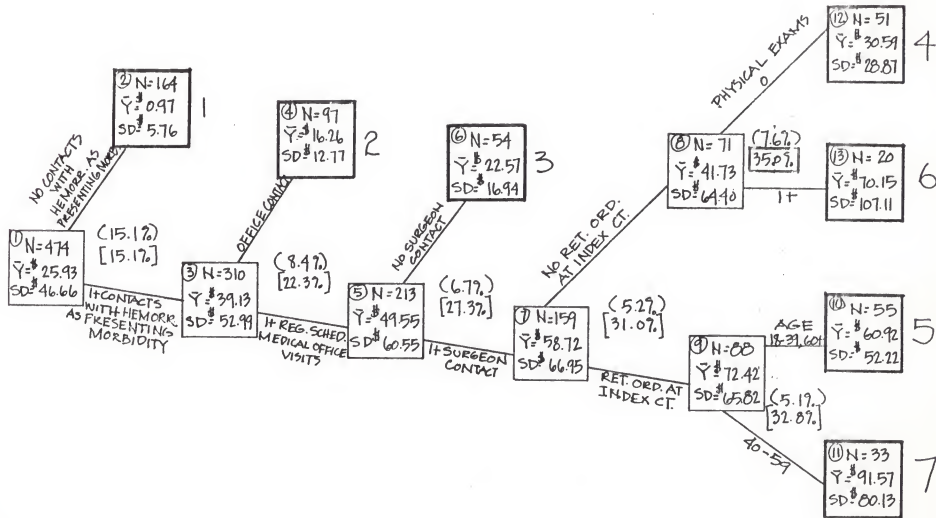 ⑫ N=51
Ȳ=$30.59
SD=$28.87
4
PHYSICAL EXAMS
0
② N=164
Ȳ=$0.97
SD=$5.76
1
④ N=97
Ȳ=$16.26
SD=$12.77
2
⑥ N=54
Ȳ=$22.57
SD=$16.94
3
⑧ N=71
Ȳ=$41.73
SD=$64.40
(7.6%)
[35.0%]
1+
⑬ N=20
Ȳ=$70.15
SD=$107.11
6
NO CONTACTS
WITH
HEMORR. AS
PRESENTING MORB.
OFFICE CONTACT
NO SURGEON
CONTACT
NO RET. ORD.
AT INDEX CT.
① N=474
Ȳ=$25.93
SD=$46.66
(15.1%)
[15.1%]
1+ CONTACTS
WITH HEMORR.
AS PRESENTING
MORBIDITY
③ N=310
Ȳ=$39.13
SD=$52.99
(8.4%)
[22.3%]
1+ REG. SCHED.
MEDICAL OFFICE
VISITS
⑤ N=213
Ȳ=$49.55
SD=$60.55
(6.7%)
[27.3%]
1+ SURGEON
CONTACT
⑦ N=159
Ȳ=$58.72
SD=$66.95
(5.2%)
[31.0%]
RET. ORD. AT
INDEX CT.
⑨ N=88
Ȳ=$72.42
SD=$65.82
AGE
18-39, 60+
(5.1%)
[32.8%]
40-59
⑩ N=55
Ȳ=$60.92
SD=$52.22
5
⑪ N=33
Ȳ=$91.57
SD=$80.13
7